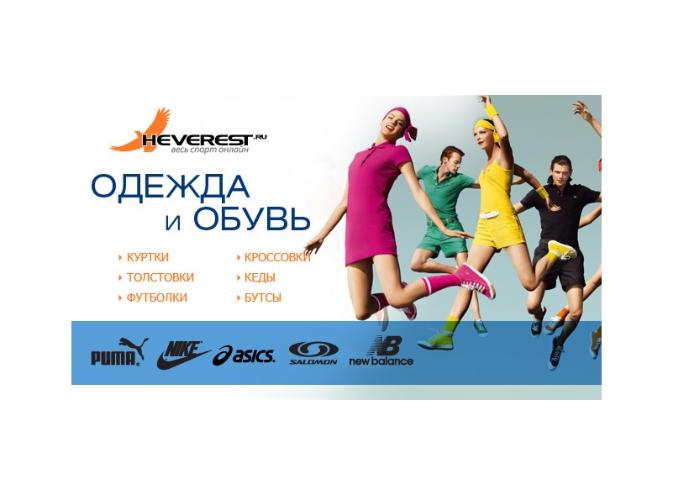 HEVEREST.RU
весь спорт онлайн
ОДЕЖДА
и ОБУВЬ
КУРТКИ
ТОЛСТОВКИ
ФУТБОЛКИ
КРОССОВКИ
КЕДЫ
БУТСЫ
PUMA NIKE asics SALOMON NB new balance